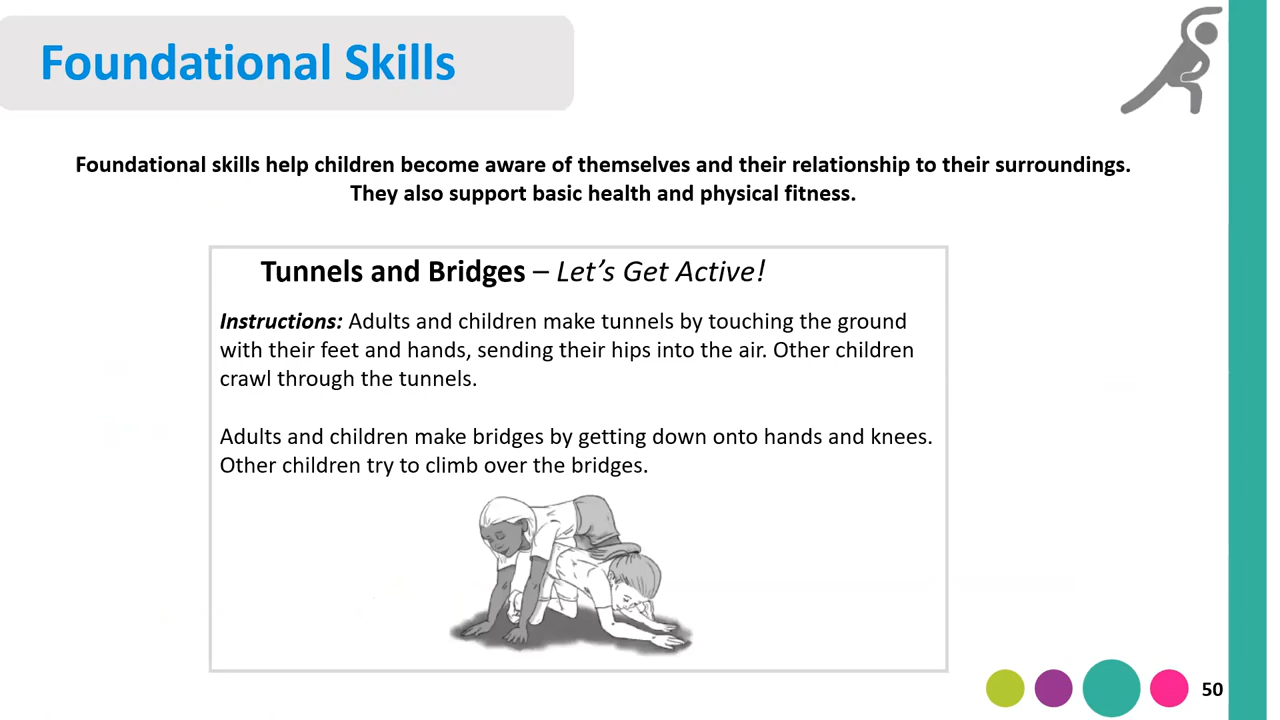 Foundational Skills
Foundational skills help children become aware of themselves and their relationship to their surroundings.
They also support basic health and physical fitness.
Tunnels and Bridges – Let’s Get Active!
Instructions: Adults and children make tunnels by touching the ground
with their feet and hands, sending their hips into the air. Other children
crawl through the tunnels.
Adults and children make bridges by getting down onto hands and knees.
Other children try to climb over the bridges.
50